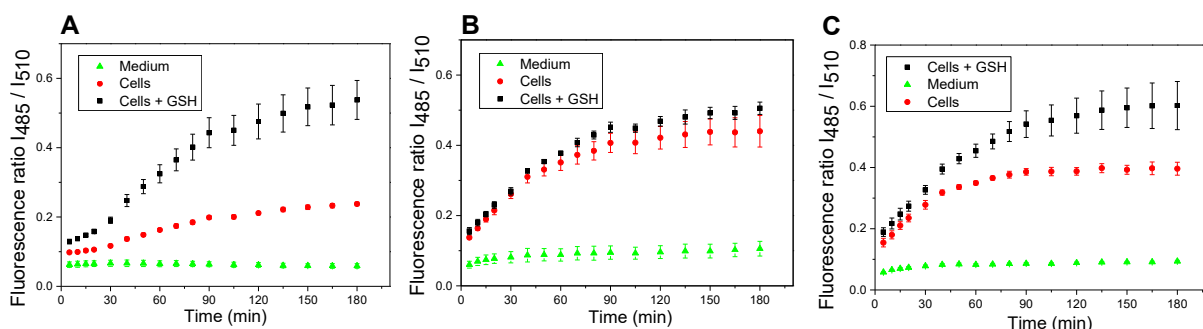 A
Fluorescence ratio I485 / I510
0.6
0.4
0.2
0.0
Medium
Cells
Cells + GSH
0 30 60 90 120 150 180
Time (min)
B
Fluorescence ratio I485 / I510
0.6
0.4
0.2
0.0
Medium
Cells
Cells + GSH
0 30 60 90 120 150 180
Time (min)
C
Fluorescence ratio I485 / I510
0.8
0.6
0.4
0.2
0.0
Cells + GSH
Medium
Cells
0 30 60 90 120 150 180
Time (min)